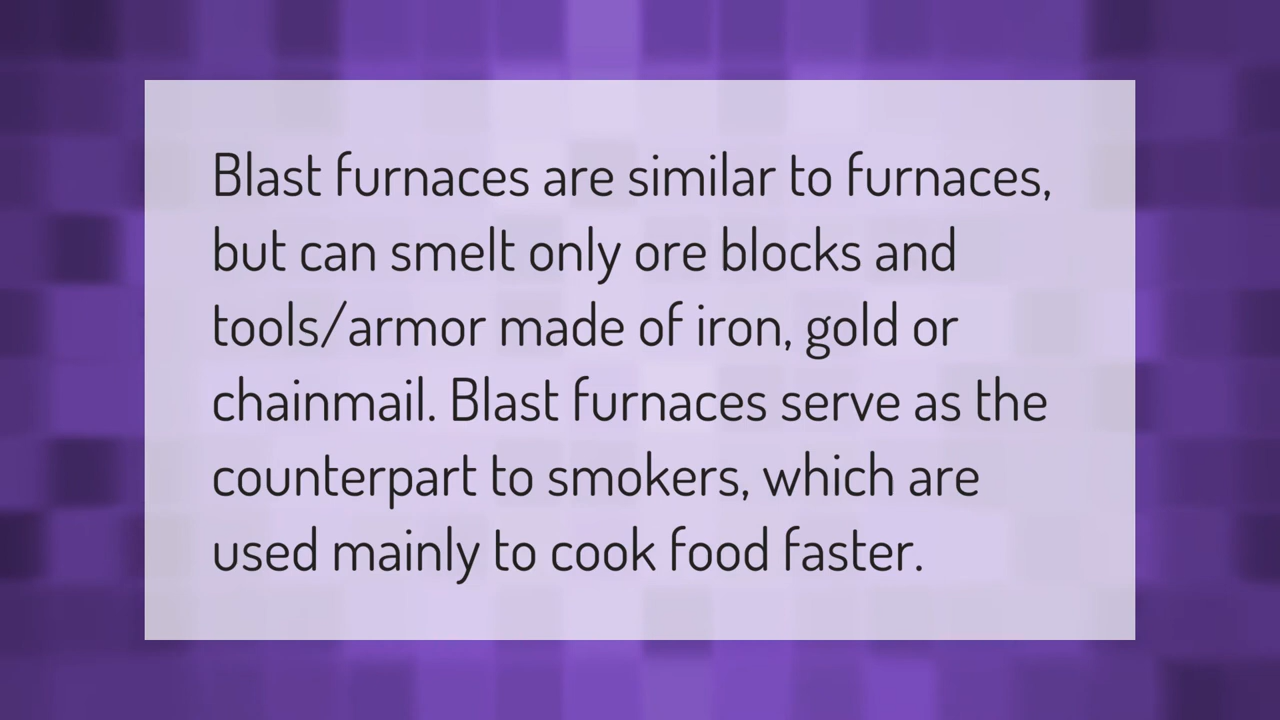 Blast furnaces are similar to furnaces,
but can smelt only ore blocks and
tools/armor made of iron, gold or
chainmail. Blast furnaces serve as the
counterpart to smokers, which are
used mainly to cook food faster.